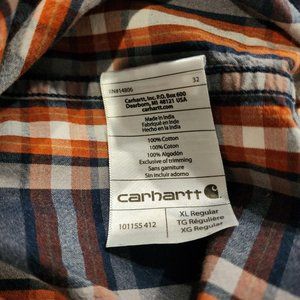 RN#14806 32
Carhartt, Inc. P.O. Box 600
Dearborn, MI 48121 USA
carhartt.com
Made in India
Fabriqué en Inde
Hecho en India
100% Cotton
100% Coton
100% Algodón
Exclusive of trimming
Sans garniture
Sin incluir adorno
carhartt
101155 412
XL Regular
TG Régulière
XG Regular